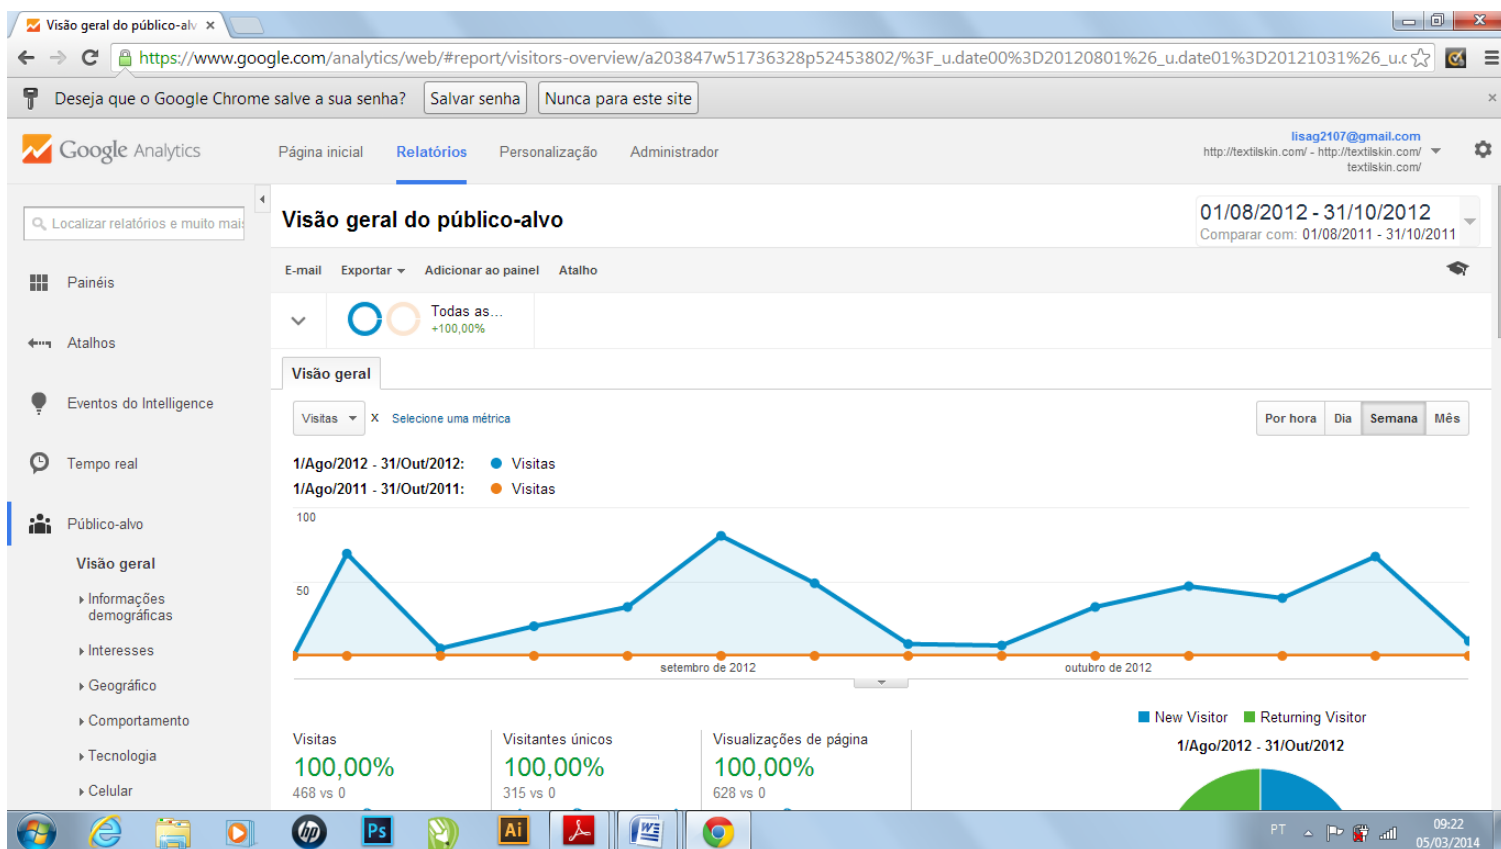 Visão geral do público-alv
https://www.google.com/analytics/web/#report/visitors-overview/a203847w51736328p52453802/%3F_u.date00%3D20120801%26_u.date01%3D20121031%26_u.c
Deseja que o Google Chrome salve a sua senha? Salvar senha Nunca para este site
Google Analytics
Página inicial Relatórios Personalização Administrador
lisag2107@gmail.com
http://textilskin.com/ - http://textilskin.com/
textilskin.com/
Localizar relatórios e muito mais
Painéis
Atalhos
Eventos do Intelligence
Tempo real
Público-alvo
Visão geral
Informações
demográficas
Interesses
Geográfico
Comportamento
Tecnologia
Celular
Visão geral do público-alvo
01/08/2012 - 31/10/2012
Comparar com: 01/08/2011 - 31/10/2011
E-mail Exportar Adicionar ao painel Atalho
Todas as...
+100,00%
Visão geral
Visitas X Selecione uma métrica
Por hora Dia Semana Mês
1/Ago/2012 - 31/Out/2012: Visitas
1/Ago/2011 - 31/Out/2011: Visitas
100
50
setembro de 2012 outubro de 2012
Visitas
100,00%
468 vs 0
Visitantes únicos
100,00%
315 vs 0
Visualizações de página
100,00%
628 vs 0
New Visitor Returning Visitor
1/Ago/2012 - 31/Out/2012
hp Ps Ai W
PT
09:22
05/03/2014